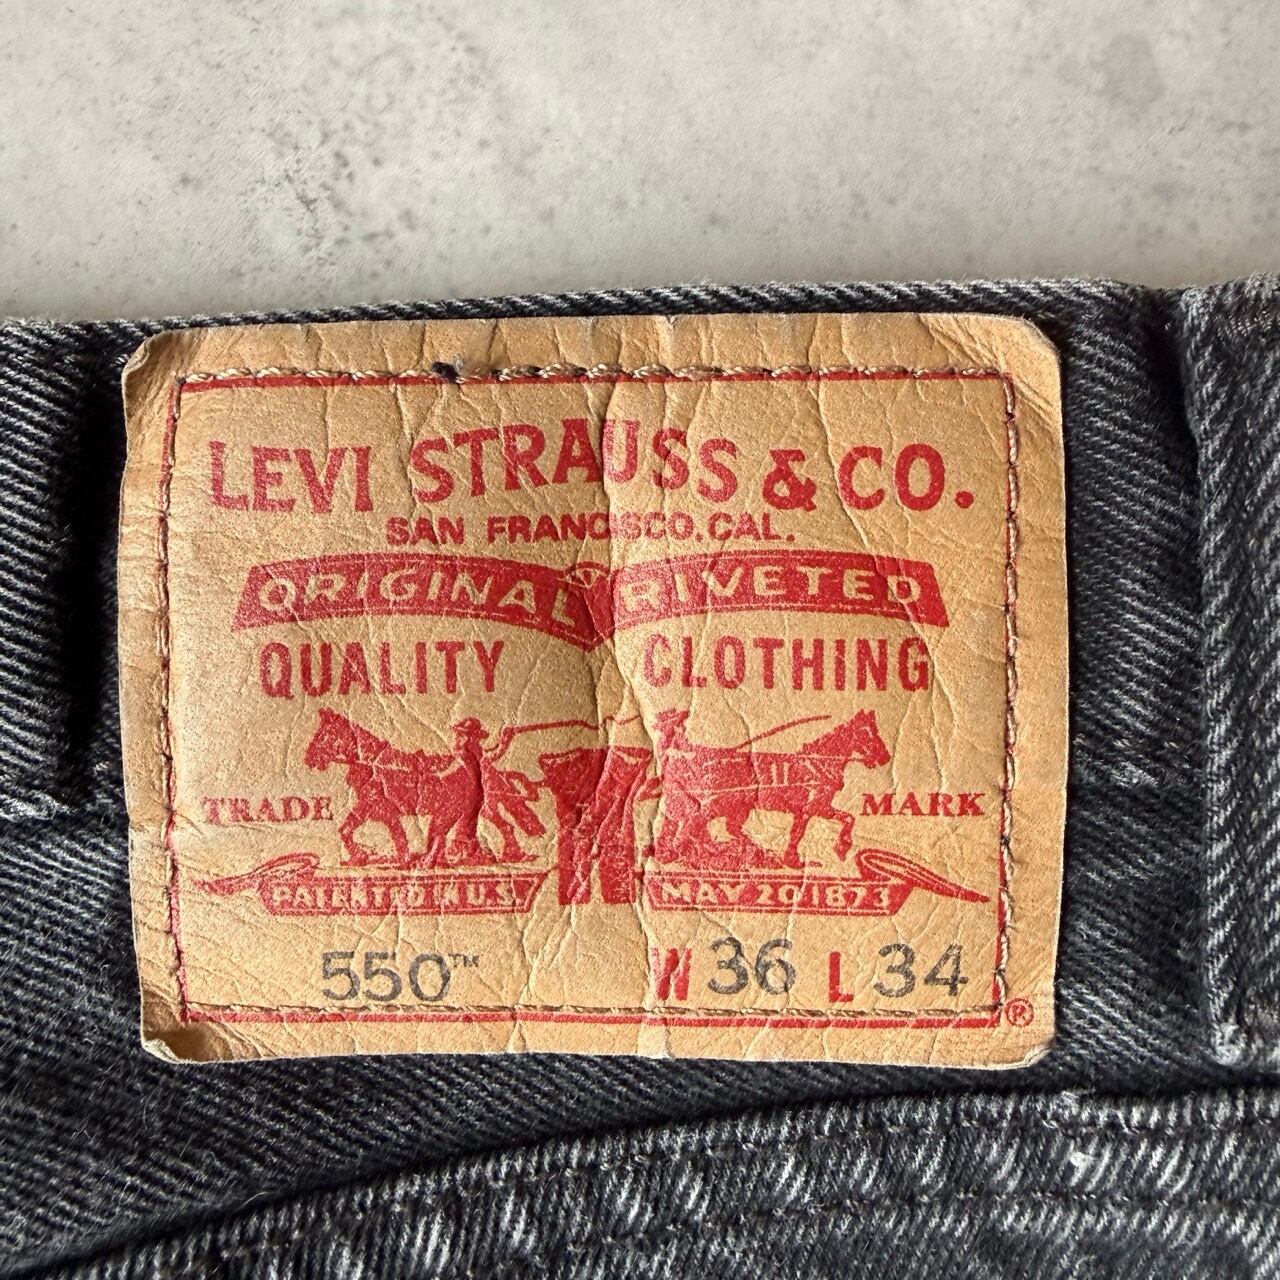 LEVI STRAUSS & CO.
SAN FRANCISCO. CAL.
ORIGINAL RIVETED
QUALITY CLOTHING
TRADE MARK
PATENTED IN U.S. MAY 20 1873
550™ W 36 L 34
®